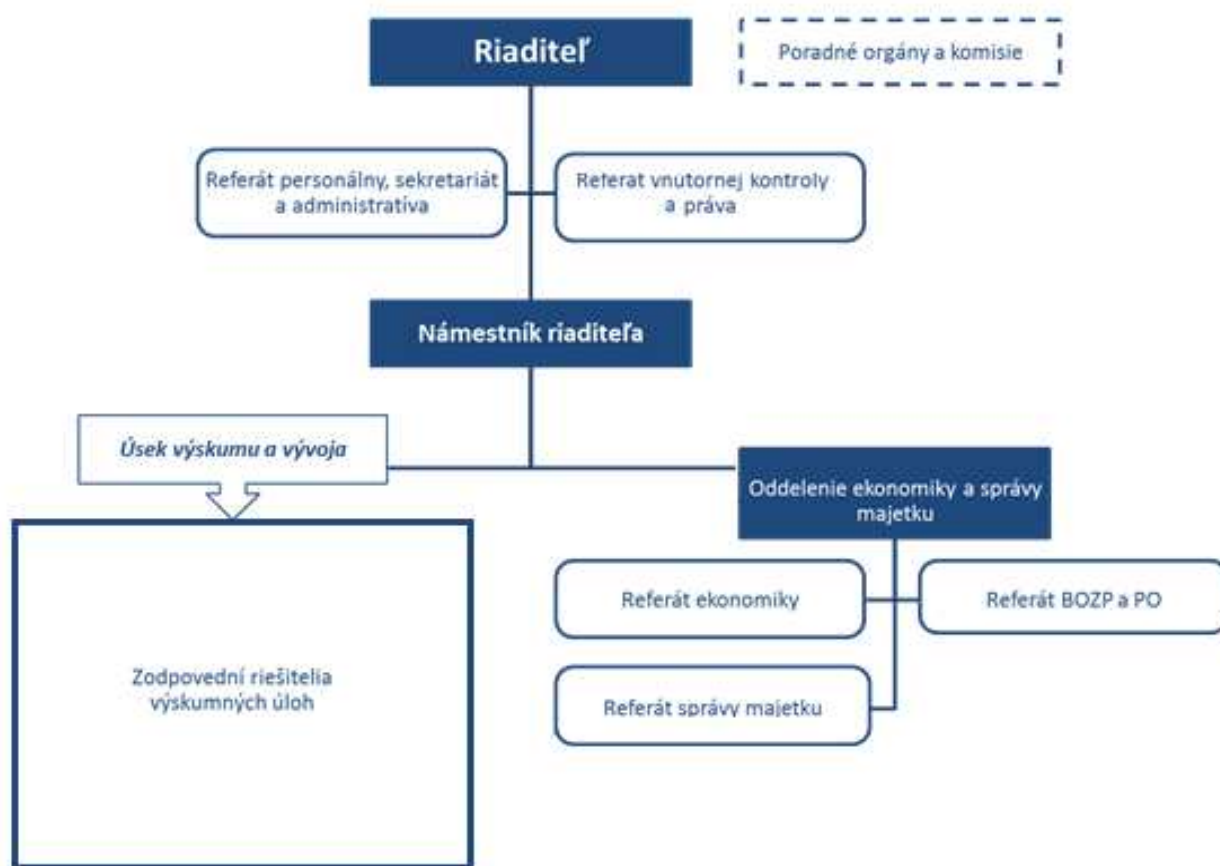 Riaditeľ
Poradné orgány a komisie
Referát personálny, sekretariát
a administratíva
Referat vnutornej kontroly
a práva
Námestník riaditeľa
Úsek výskumu a vývoja
Oddelenie ekonomiky a správy
majetku
Referát ekonomiky
Referát BOZP a PO
Zodpovední riešitelia
výskumných úloh
Referát správy majetku